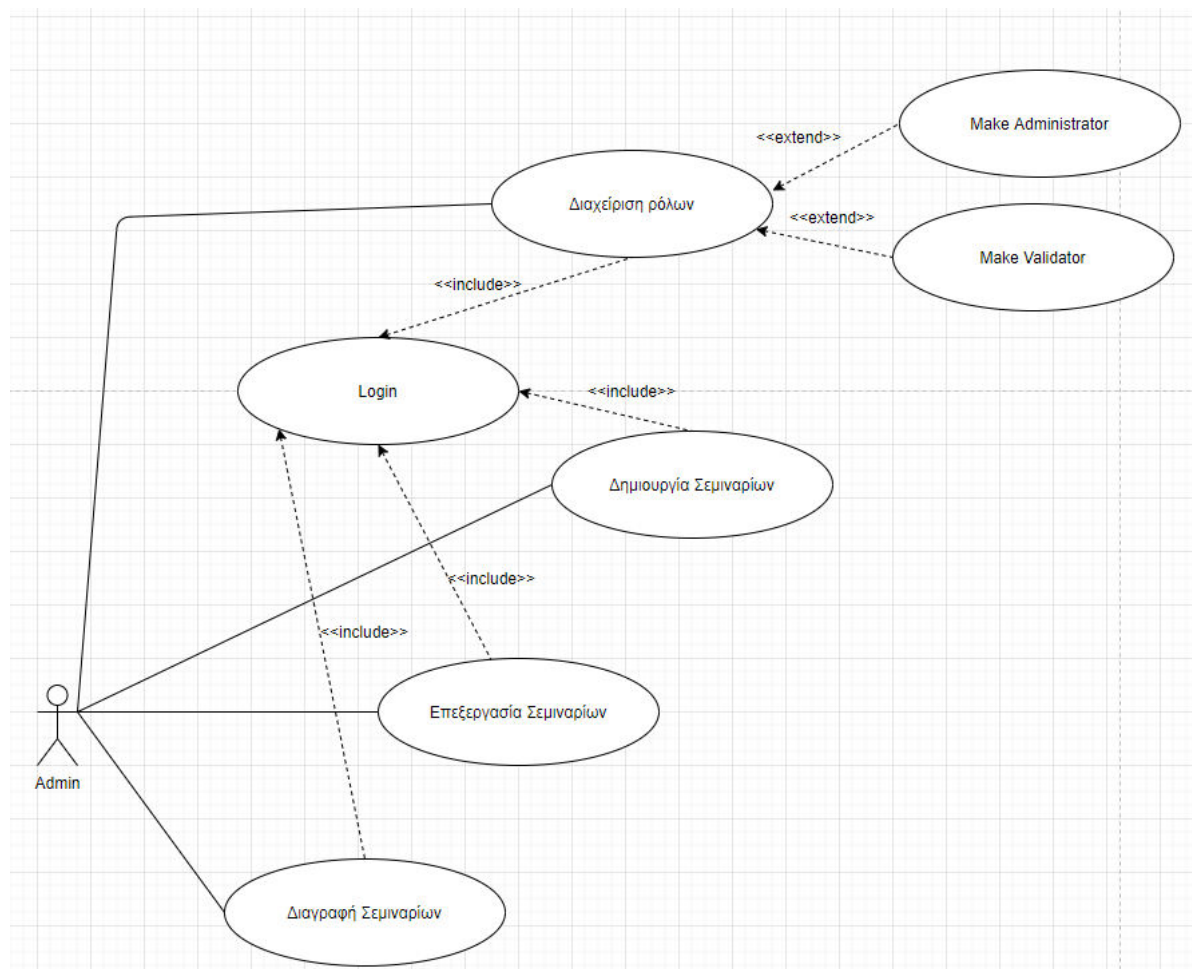 Make Administrator
<<extend>>
Διαχείριση ρόλων
<<extend>>
Make Validator
<<include>>
Login
<<include>>
Δημιουργία Σεμιναρίων
<<include>>
<<include>>
Επεξεργασία Σεμιναρίων
Admin
Διαγραφή Σεμιναρίων